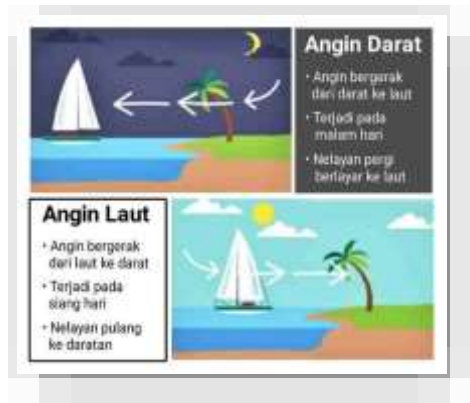 Angin Darat
• Angin bergerak
dari darat ke laut
• Terjadi pada
malam hari
• Nelayan pergi
berlayar ke laut
Angin Laut
• Angin bergerak
dari laut ke darat
• Terjadi pada
siang hari
• Nelayan pulang
ke daratan